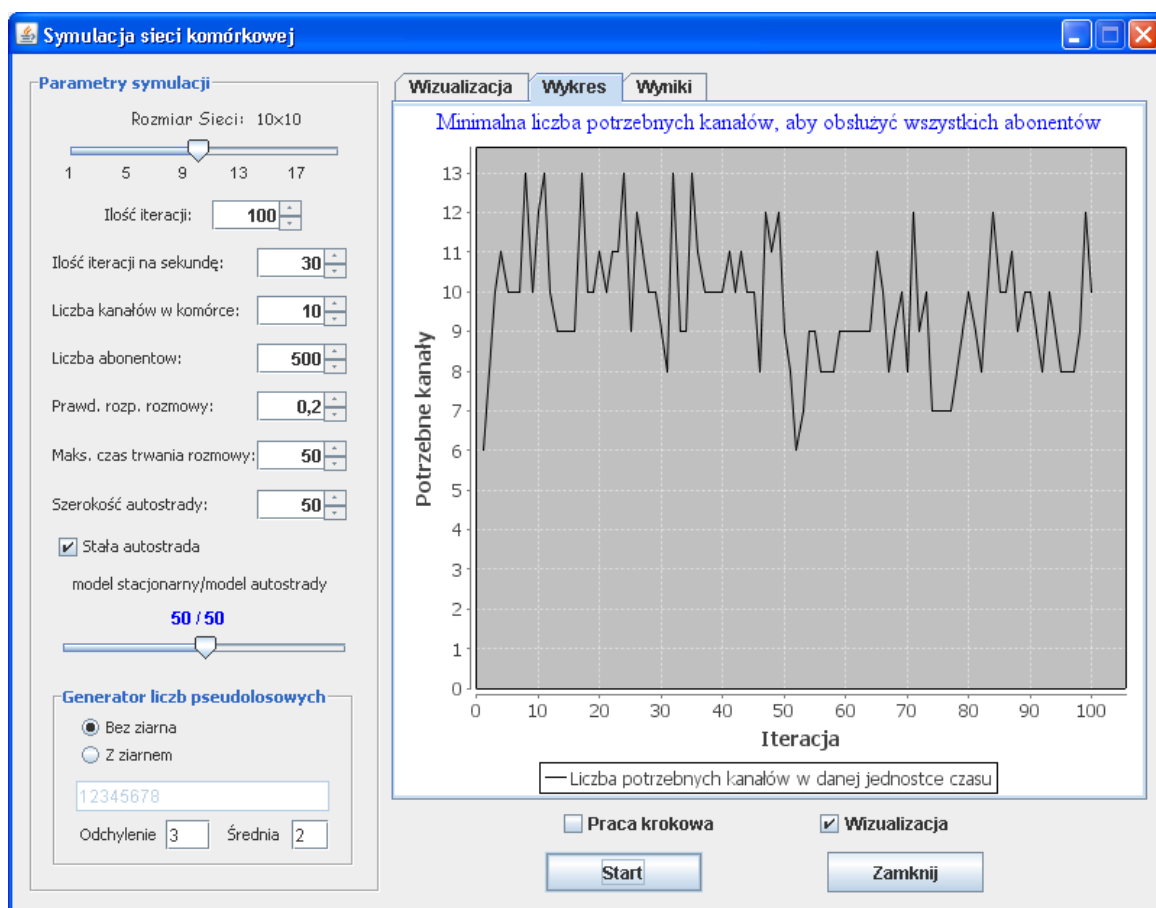 Symulacja sieci komórkowej
Parametry symulacji
Rozmiar Sieci: 10x10
1 5 9 13 17
Ilość iteracji: 100
Ilość iteracji na sekundę: 30
Liczba kanałów w komórce: 10
Liczba abonentow: 500
Prawd. rozp. rozmowy: 0,2
Maks. czas trwania rozmowy: 50
Szerokość autostrady: 50
Stała autostrada
model stacjonarny/model autostrady
50 / 50
Generator liczb pseudolosowych
Bez ziarna
Z ziarnem
12345678
Odchylenie 3 Średnia 2
Wizualizacja Wykres Wyniki
Minimalna liczba potrzebnych kanałów, aby obsłużyć wszystkich abonentów
Potrzebne kanały
13
12
11
10
9
8
7
6
5
4
3
2
1
0
0 10 20 30 40 50 60 70 80 90 100
Iteracja
Liczba potrzebnych kanałów w danej jednostce czasu
Praca krokowa Wizualizacja
Start Zamknij